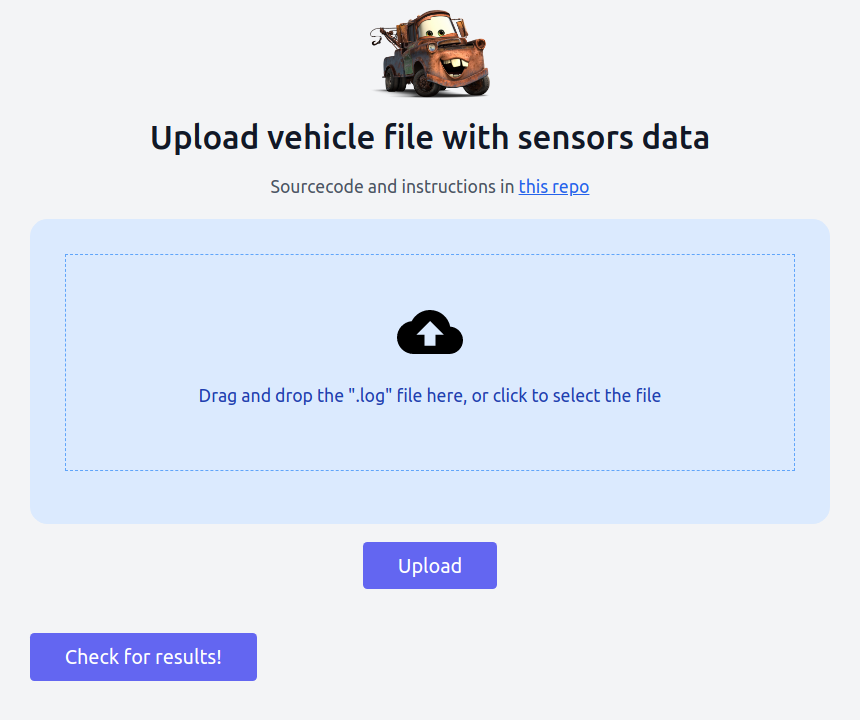 Upload vehicle file with sensors data
Sourcecode and instructions in this repo
Drag and drop the ".log" file here, or click to select the file
Upload
Check for results!